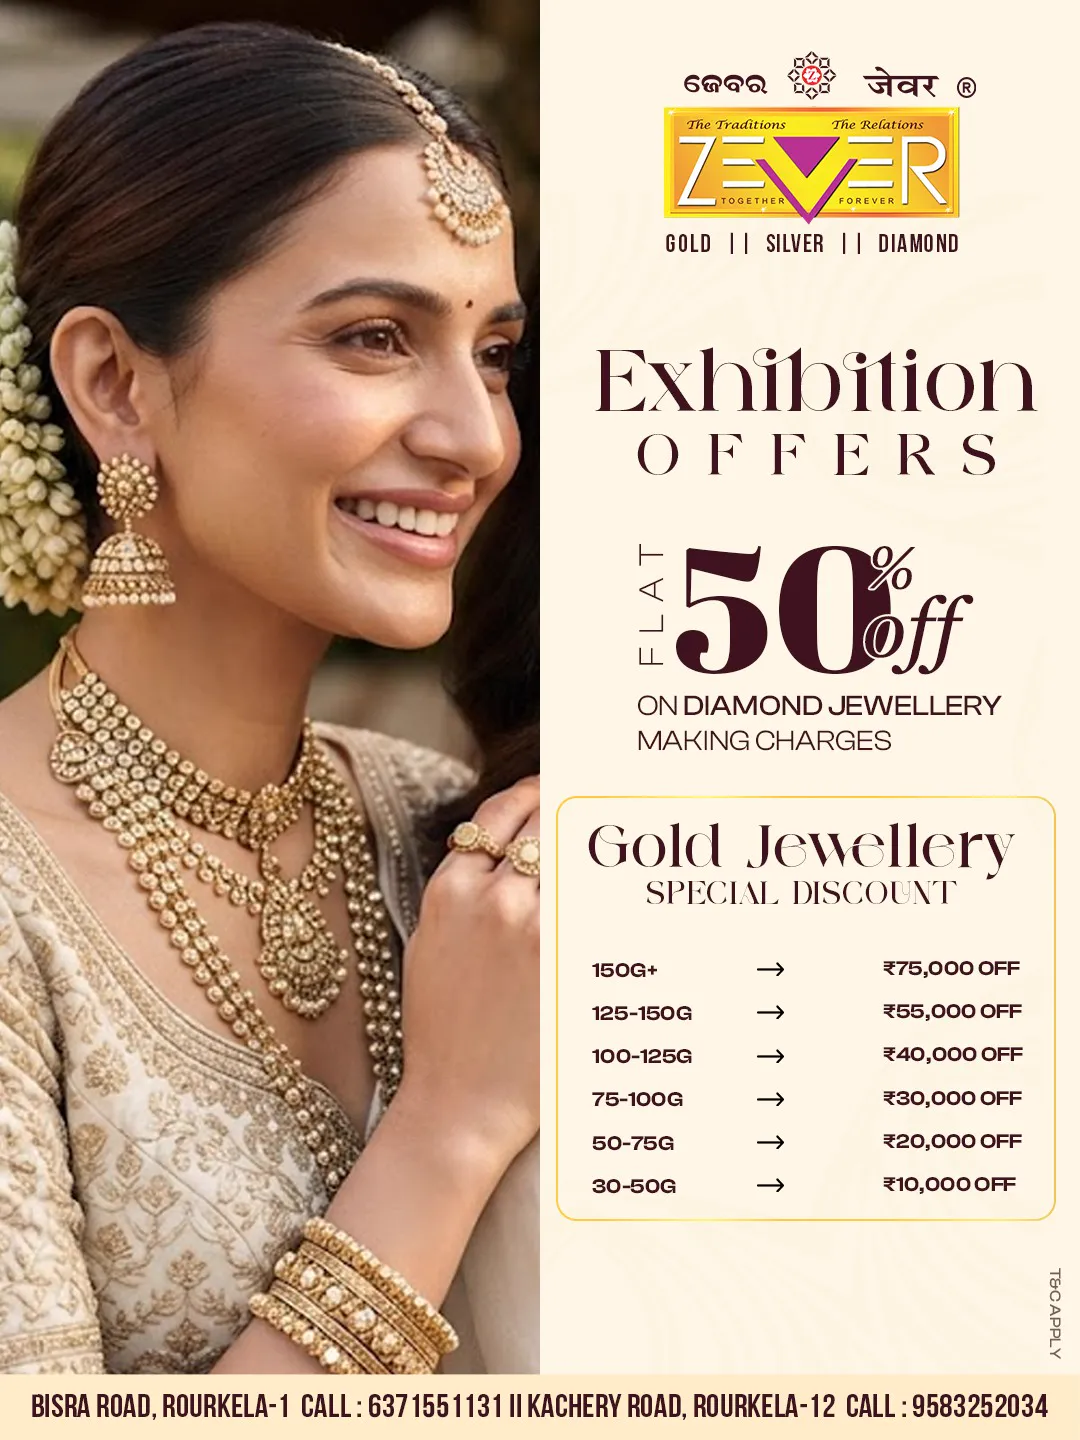 ଜେବର जेवर ®
The Traditions The Relations
ZEVER
TOGETHER FOREVER
GOLD || SILVER || DIAMOND
Exhibition
OFFERS
FLAT 50% off
ON DIAMOND JEWELLERY
MAKING CHARGES
Gold Jewellery
SPECIAL DISCOUNT
150G+ → ₹75,000 OFF
125-150G → ₹55,000 OFF
100-125G → ₹40,000 OFF
75-100G → ₹30,000 OFF
50-75G → ₹20,000 OFF
30-50G → ₹10,000 OFF
T&C APPLY
BISRA ROAD, ROURKELA-1 CALL : 6371551131 II KACHERY ROAD, ROURKELA-12 CALL : 9583252034